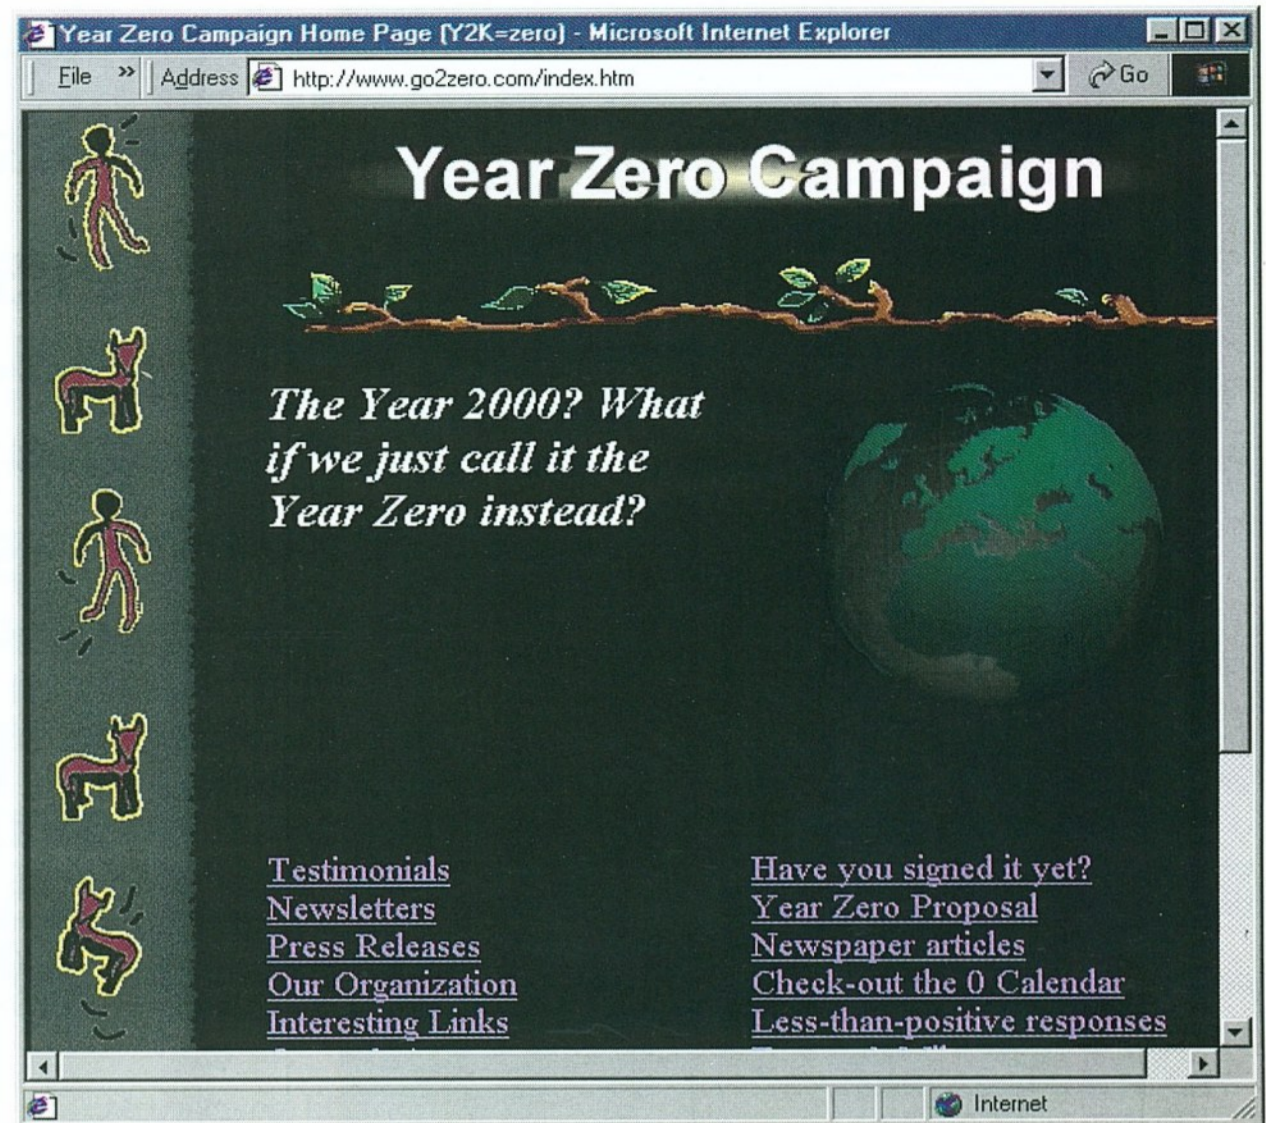 Year Zero Campaign Home Page (Y2K=zero) - Microsoft Internet Explorer
File » Address http://www.go2zero.com/index.htm Go
Year Zero Campaign
The Year 2000? What
if we just call it the
Year Zero instead?
Testimonials
Newsletters
Press Releases
Our Organization
Interesting Links
Have you signed it yet?
Year Zero Proposal
Newspaper articles
Check-out the 0 Calendar
Less-than-positive responses
Internet